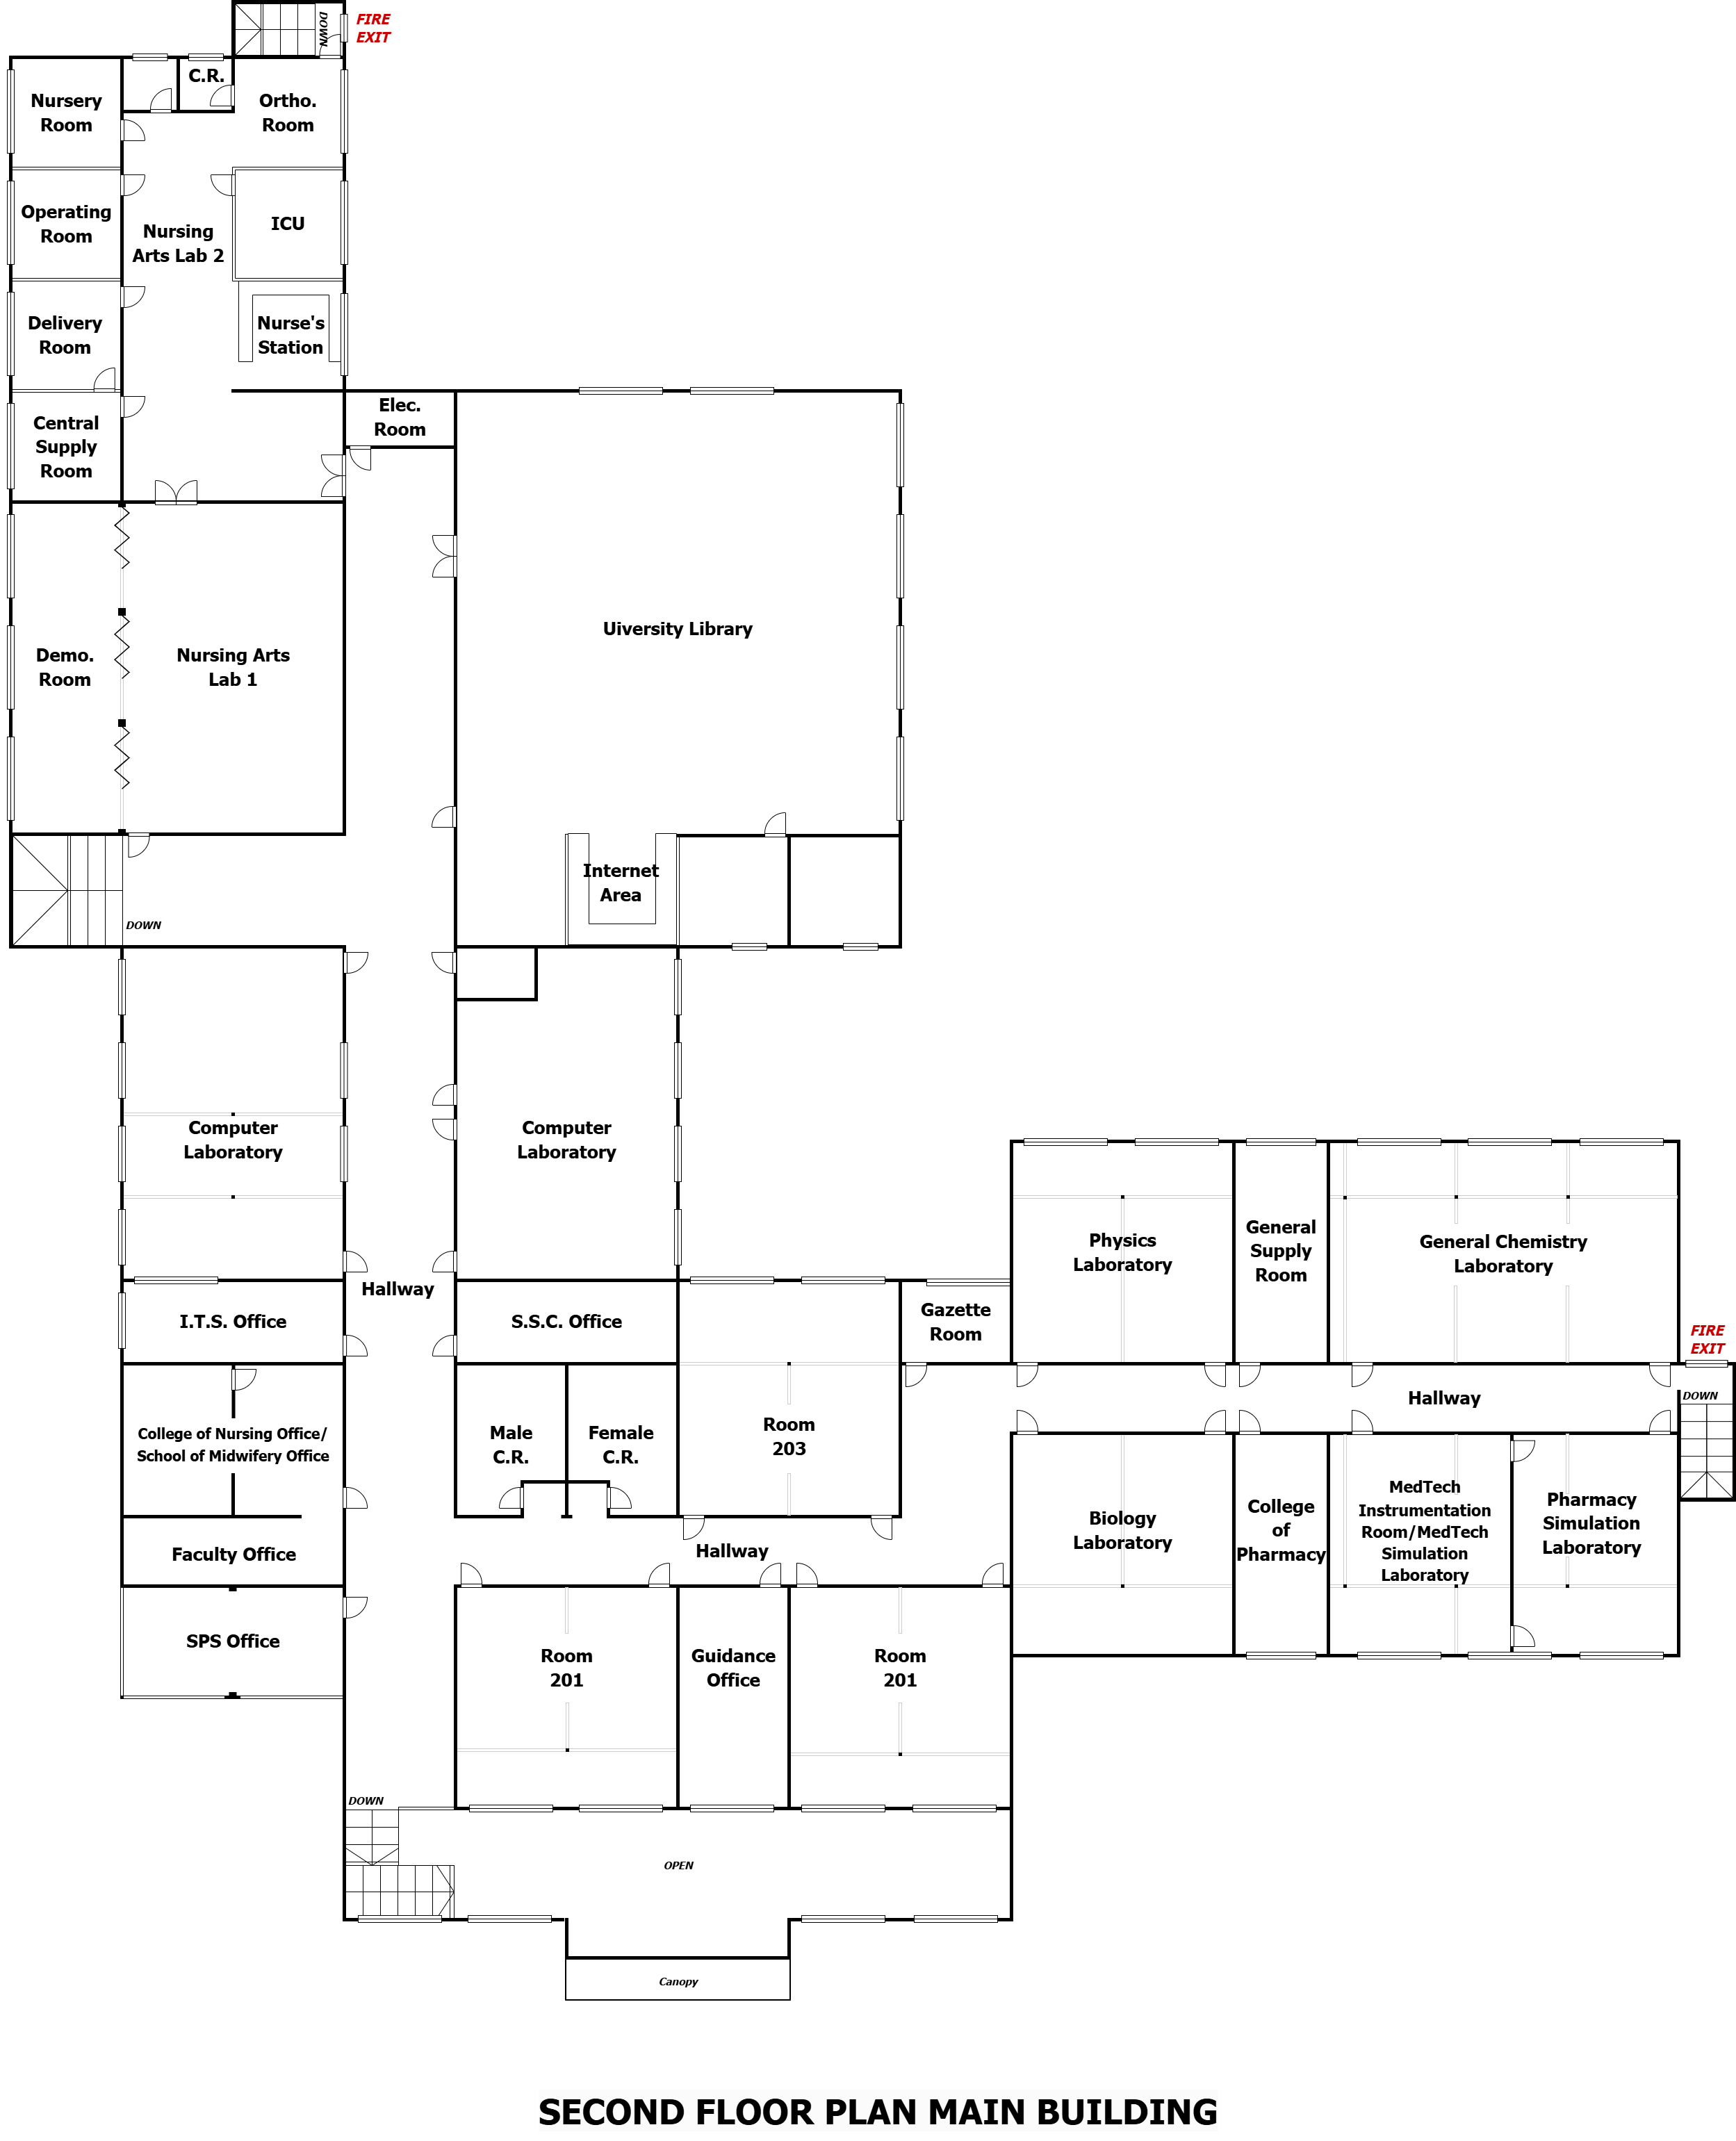 DOWN
FIRE
EXIT
C.R.
Nursery
Room
Ortho.
Room
Operating
Room
Nursing
Arts Lab 2
ICU
Delivery
Room
Nurse's
Station
Central
Supply
Room
Elec.
Room
Demo.
Room
Nursing Arts
Lab 1
Uiversity Library
Internet
Area
DOWN
Computer
Laboratory
Computer
Laboratory
Hallway
I.T.S. Office
S.S.C. Office
Gazette
Room
Physics
Laboratory
General
Supply
Room
General Chemistry
Laboratory
FIRE
EXIT
DOWN
Hallway
College of Nursing Office/
School of Midwifery Office
Male
C.R.
Female
C.R.
Room
203
Faculty Office
Hallway
Biology
Laboratory
College
of
Pharmacy
MedTech
Instrumentation
Room/MedTech
Simulation
Laboratory
Pharmacy
Simulation
Laboratory
SPS Office
Room
201
Guidance
Office
Room
201
DOWN
OPEN
Canopy
SECOND FLOOR PLAN MAIN BUILDING